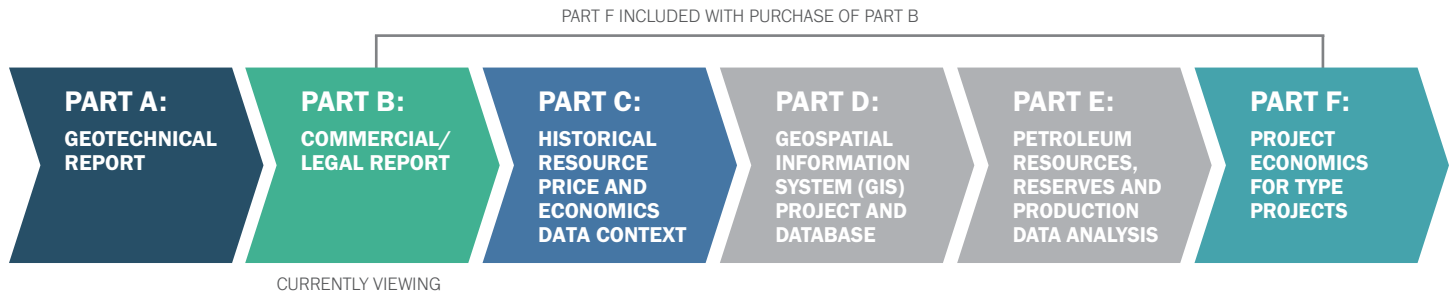 PART F INCLUDED WITH PURCHASE OF PART B
PART A:
GEOTECHNICAL
REPORT
PART B:
COMMERCIAL/
LEGAL REPORT
PART C:
HISTORICAL
RESOURCE
PRICE AND
ECONOMICS
DATA CONTEXT
PART D:
GEOSPATIAL
INFORMATION
SYSTEM (GIS)
PROJECT AND
DATABASE
PART E:
PETROLEUM
RESOURCES,
RESERVES AND
PRODUCTION
DATA ANALYSIS
PART F:
PROJECT
ECONOMICS
FOR TYPE
PROJECTS
CURRENTLY VIEWING